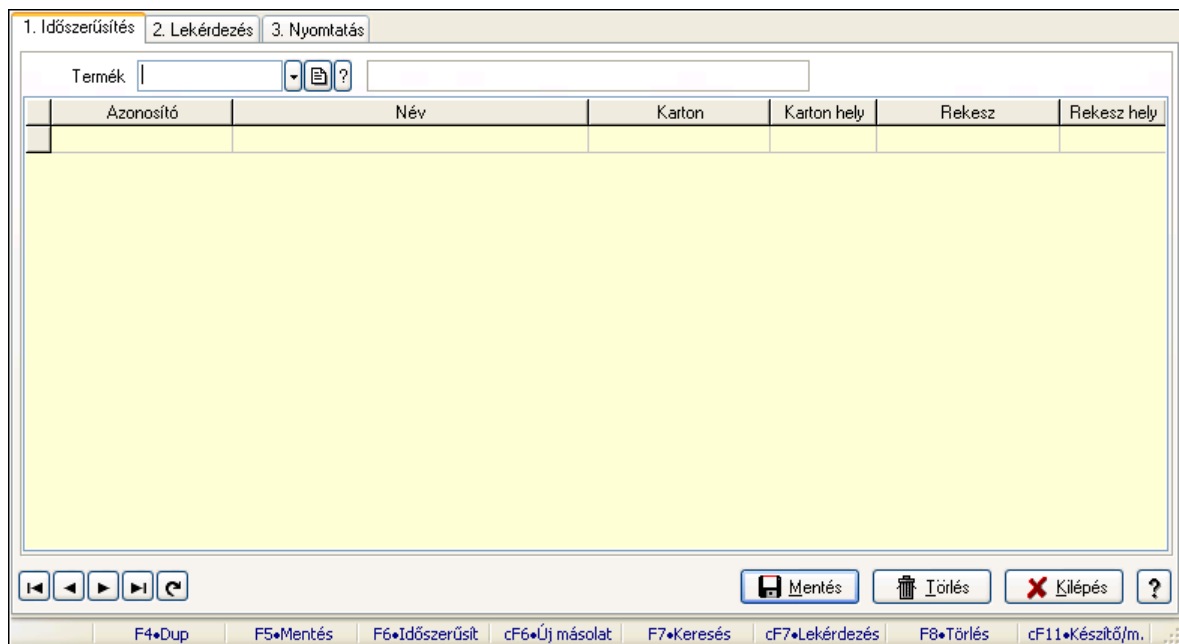 1. Időszerűsítés 2. Lekérdezés 3. Nyomtatás
Termék ?
Azonosító Név Karton Karton hely Rekesz Rekesz hely
Mentés Törlés Kilépés ?
F4•Dup F5•Mentés F6•Időszerűsít cF6•Új másolat F7•Keresés cF7•Lekérdezés F8•Törlés cF11•Készítő/m.